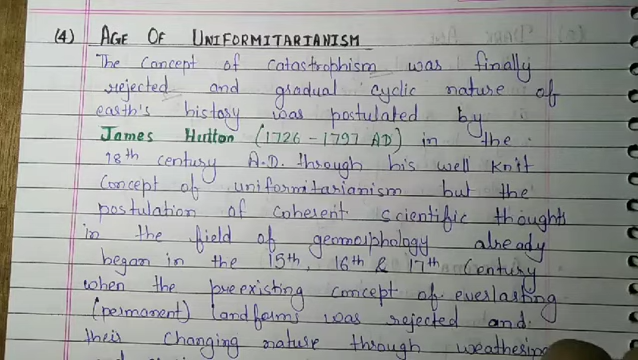 (4) AGE OF UNIFORMITARIANISM
The concept of catastrophism was finally
rejected and gradual cyclic nature of
earth's history was postulated by
James Hutton (1726 - 1797 AD) in the
18th century A.D. through his well knit
concept of uniformitarianism but the
postulation of coherent scientific thoughts
in the field of geomorphology already
began in the 15th, 16th & 17th Century
when the preexisting concept of everlasting
(permanent) landforms was rejected and
their changing nature through weathering